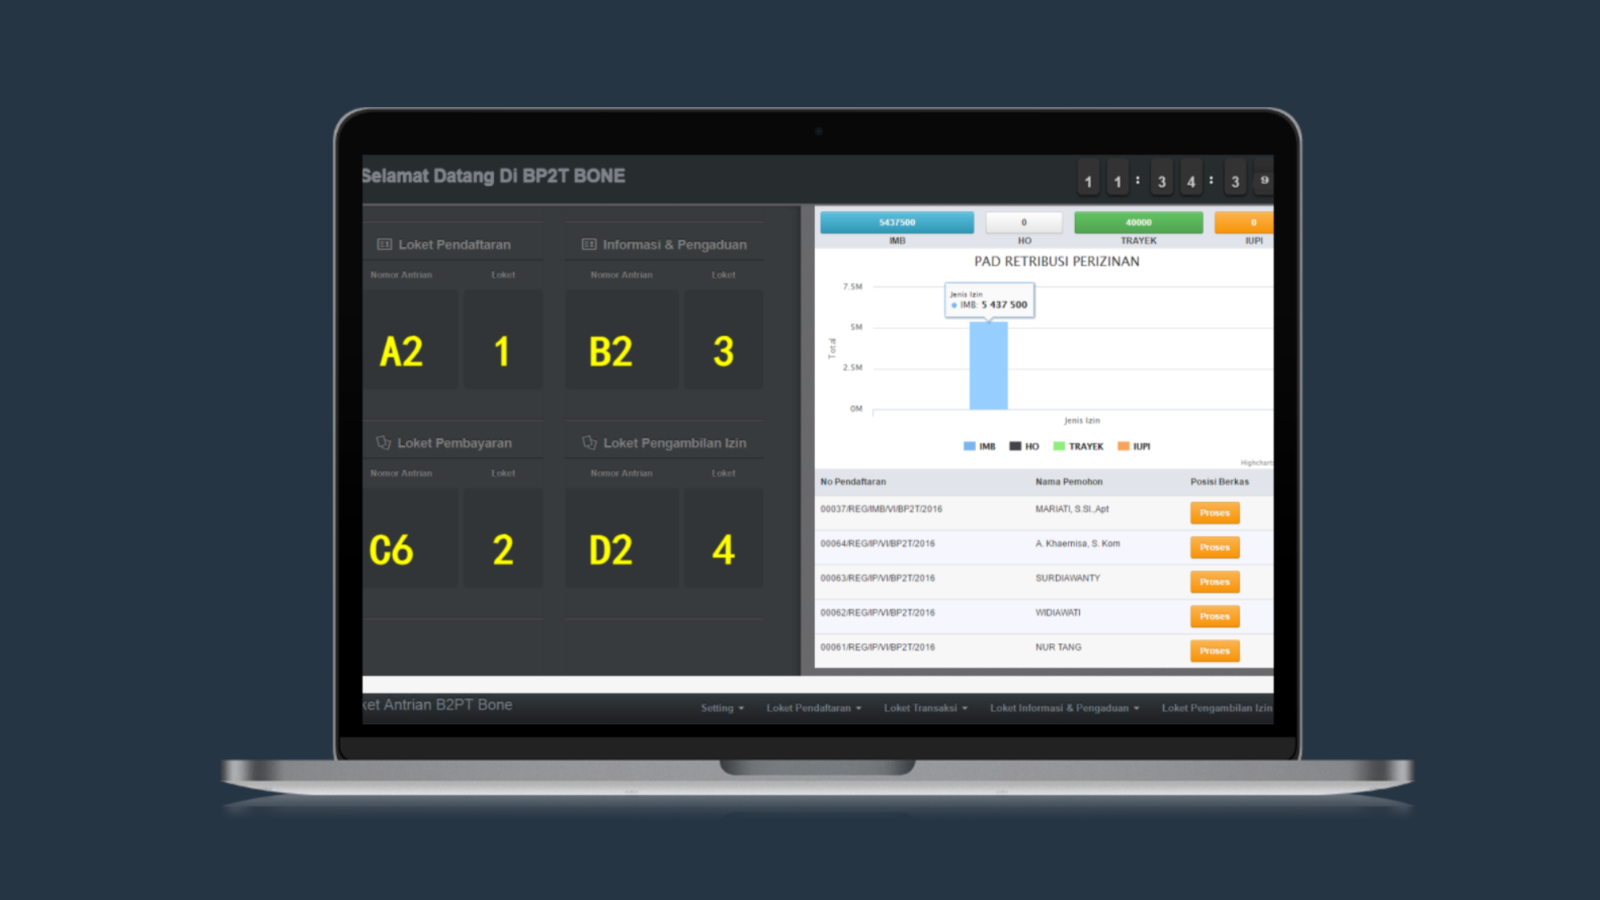 Selamat Datang Di BP2T BONE
1 1 : 3 4 : 3 9
Loket Pendaftaran
Nomor Antrian Loket
A2 1
Informasi & Pengaduan
Nomor Antrian Loket
B2 3
Loket Pembayaran
Nomor Antrian Loket
C6 2
Loket Pengambilan Izin
Nomor Antrian Loket
D2 4
5437500 0 40000 0
IMB HO TRAYEK IUPI
PAD RETRIBUSI PERIZINAN
7.5M
5M
2.5M
0M
Total
Jenis Izin
IMB: 5 437 500
Jenis Izin
IMB HO TRAYEK IUPI
Highchart
No Pendaftaran Nama Pemohon Posisi Berkas
00037/REG/IMB/VI/BP2T/2016 MARIATI, S.SI.,Apt Proses
00064/REG/IP/VI/BP2T/2016 A. Khaemisa, S. Kom Proses
00063/REG/IP/VI/BP2T/2016 SURDIAWANTY Proses
00062/REG/IP/VI/BP2T/2016 WIDIAWATI Proses
00061/REG/IP/VI/BP2T/2016 NUR TANG Proses
ket Antrian B2PT Bone
Setting Loket Pendaftaran Loket Transaksi Loket Informasi & Pengaduan Loket Pengambilan Izin